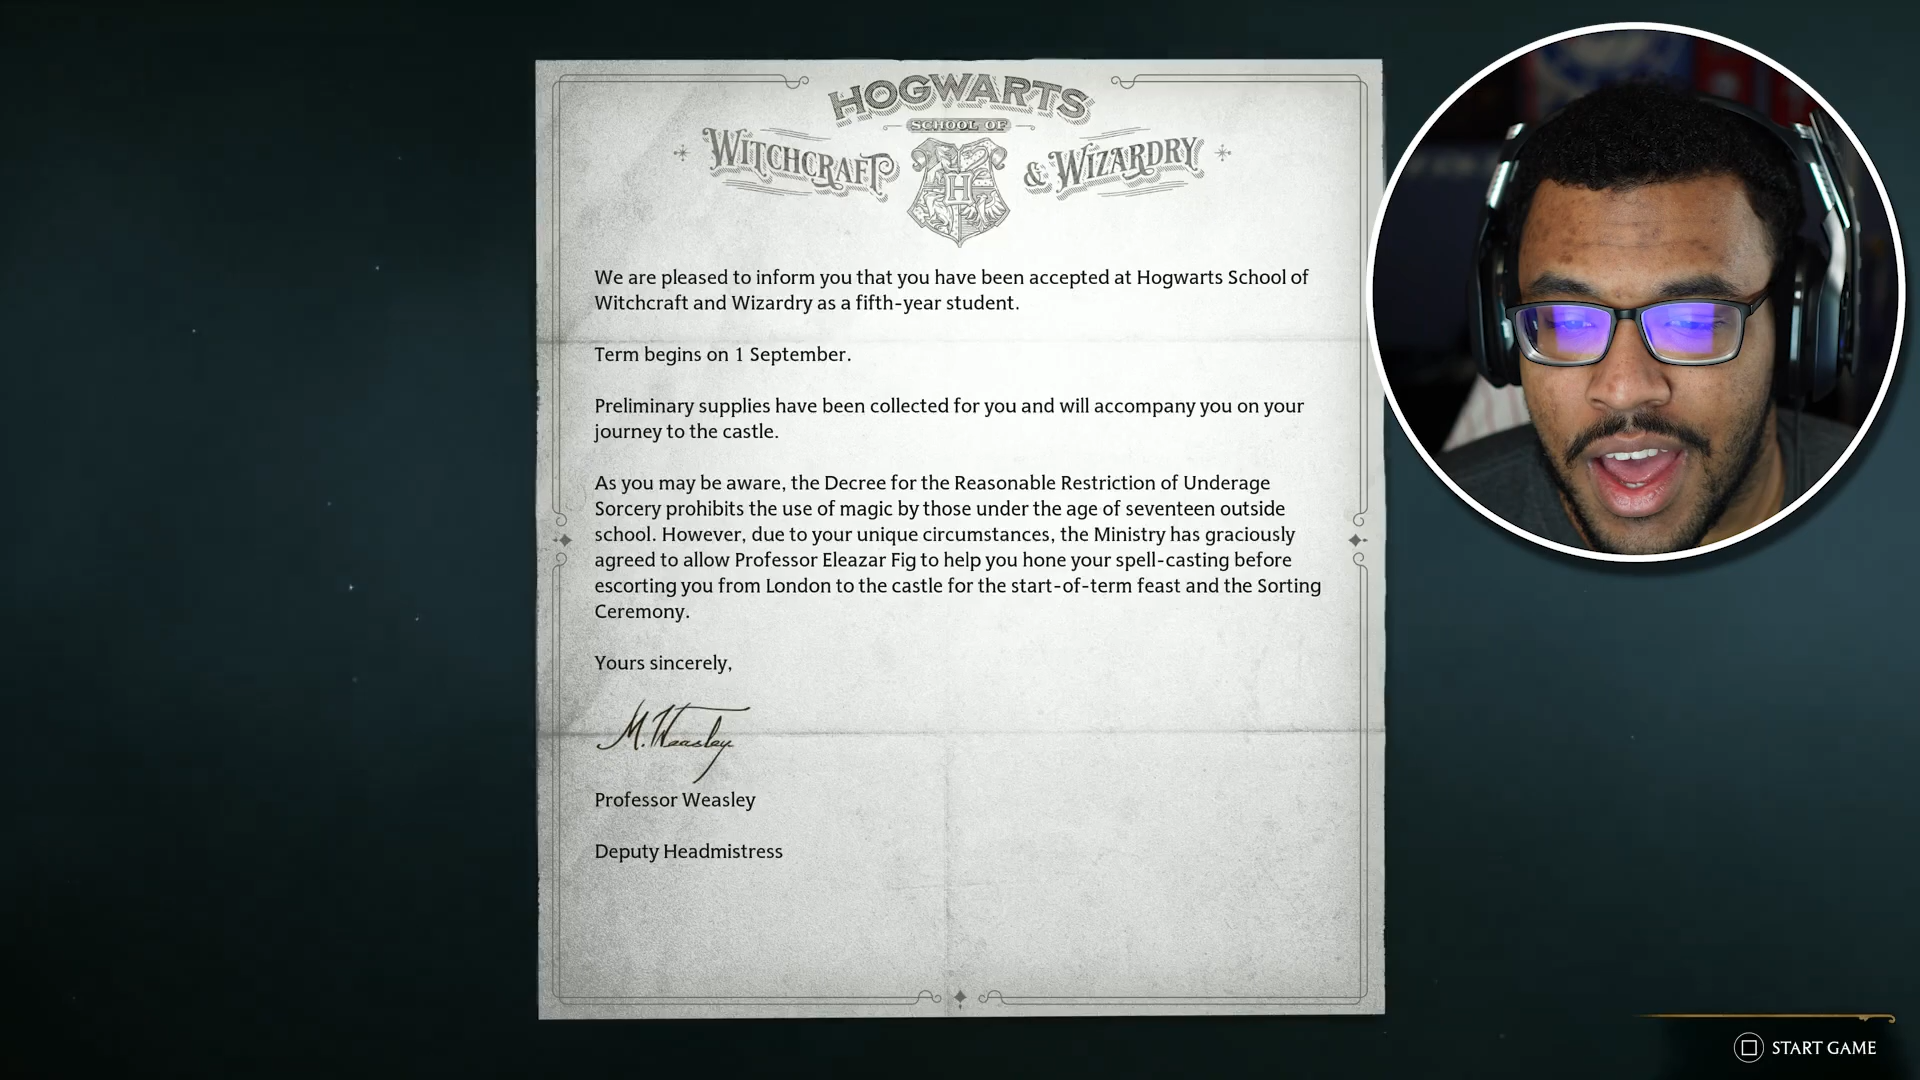 HOGWARTS
SCHOOL OF
WITCHCRAFT & WIZARDRY
H
We are pleased to inform you that you have been accepted at Hogwarts School of
Witchcraft and Wizardry as a fifth-year student.
Term begins on 1 September.
Preliminary supplies have been collected for you and will accompany you on your
journey to the castle.
As you may be aware, the Decree for the Reasonable Restriction of Underage
Sorcery prohibits the use of magic by those under the age of seventeen outside
school. However, due to your unique circumstances, the Ministry has graciously
agreed to allow Professor Eleazar Fig to help you hone your spell-casting before
escorting you from London to the castle for the start-of-term feast and the Sorting
Ceremony.
Yours sincerely,
M. Weasley
Professor Weasley
Deputy Headmistress
START GAME